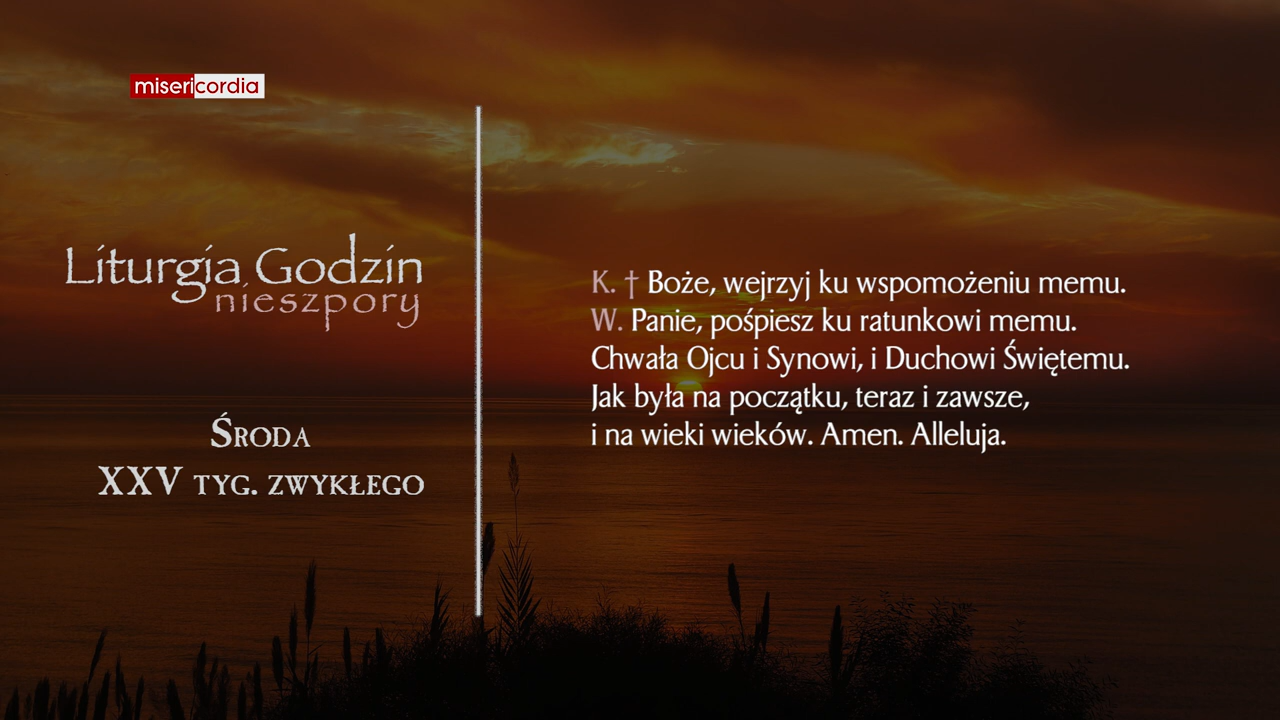 misericordia
Liturgia Godzin
nieszpory
Środa
XXV tyg. zwykłego
K. † Boże, wejrzyj ku wspomożeniu memu.
W. Panie, pośpiesz ku ratunkowi memu.
Chwała Ojcu i Synowi, i Duchowi Świętemu.
Jak była na początku, teraz i zawsze,
i na wieki wieków. Amen. Alleluja.